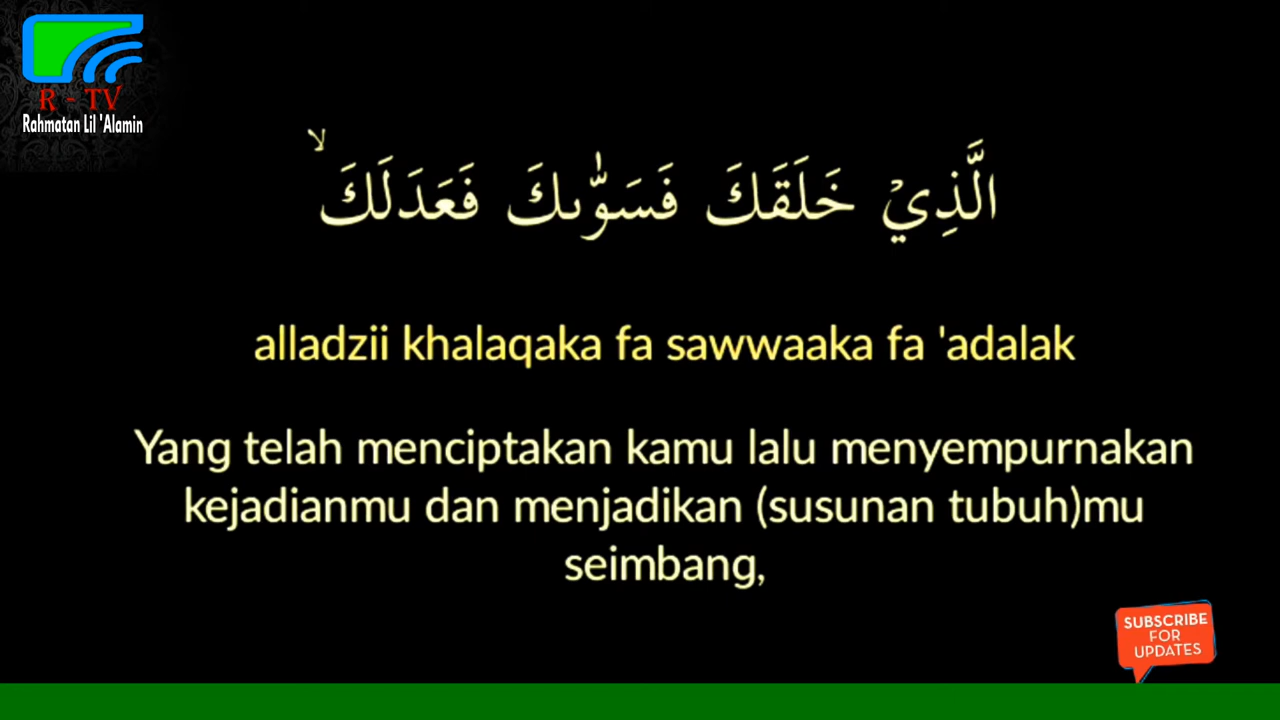 R - TV
Rahmatan Lil 'Alamin
الَّذِيْ خَلَقَكَ فَسَوّٰىكَ فَعَدَلَكَۙ
alladzii khalaqaka fa sawwaaka fa 'adalak
Yang telah menciptakan kamu lalu menyempurnakan
kejadianmu dan menjadikan (susunan tubuh)mu
seimbang,
SUBSCRIBE
FOR
UPDATES